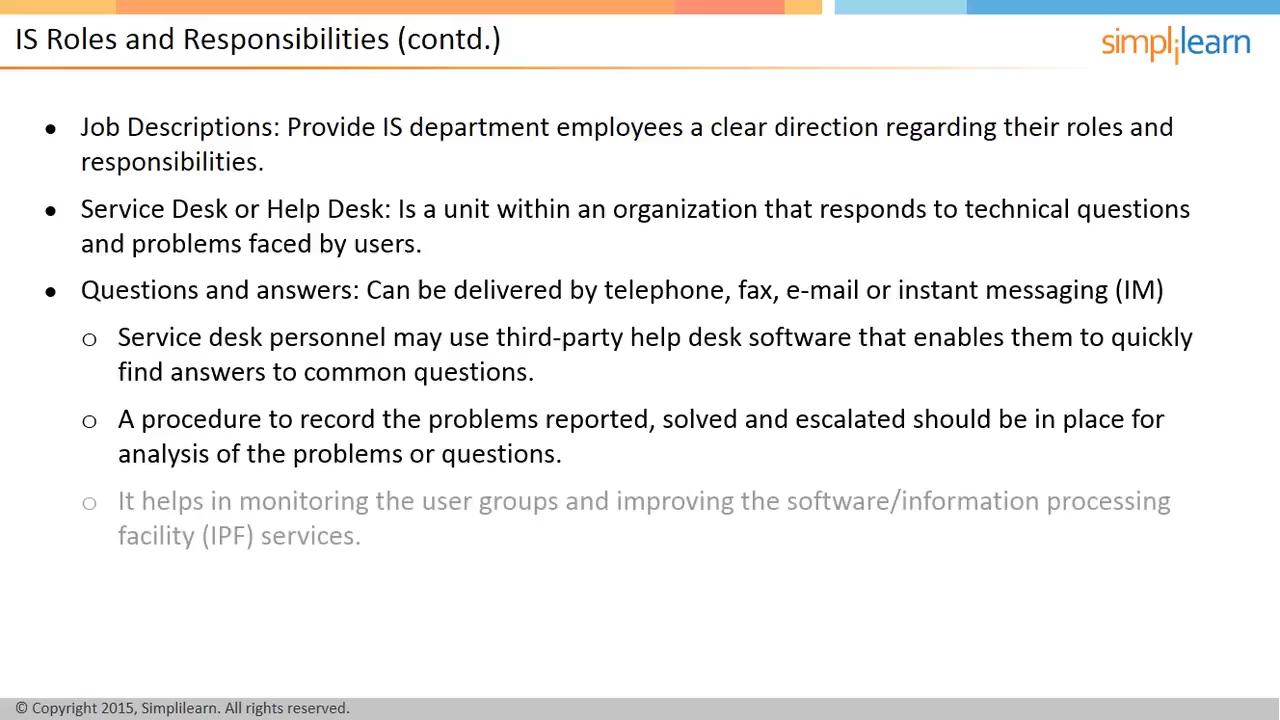 IS Roles and Responsibilities (contd.)
simplilearn
● Job Descriptions: Provide IS department employees a clear direction regarding their roles and
responsibilities.
● Service Desk or Help Desk: Is a unit within an organization that responds to technical questions
and problems faced by users.
● Questions and answers: Can be delivered by telephone, fax, e-mail or instant messaging (IM)
o Service desk personnel may use third-party help desk software that enables them to quickly
find answers to common questions.
o A procedure to record the problems reported, solved and escalated should be in place for
analysis of the problems or questions.
o It helps in monitoring the user groups and improving the software/information processing
facility (IPF) services.
© Copyright 2015, Simplilearn. All rights reserved.